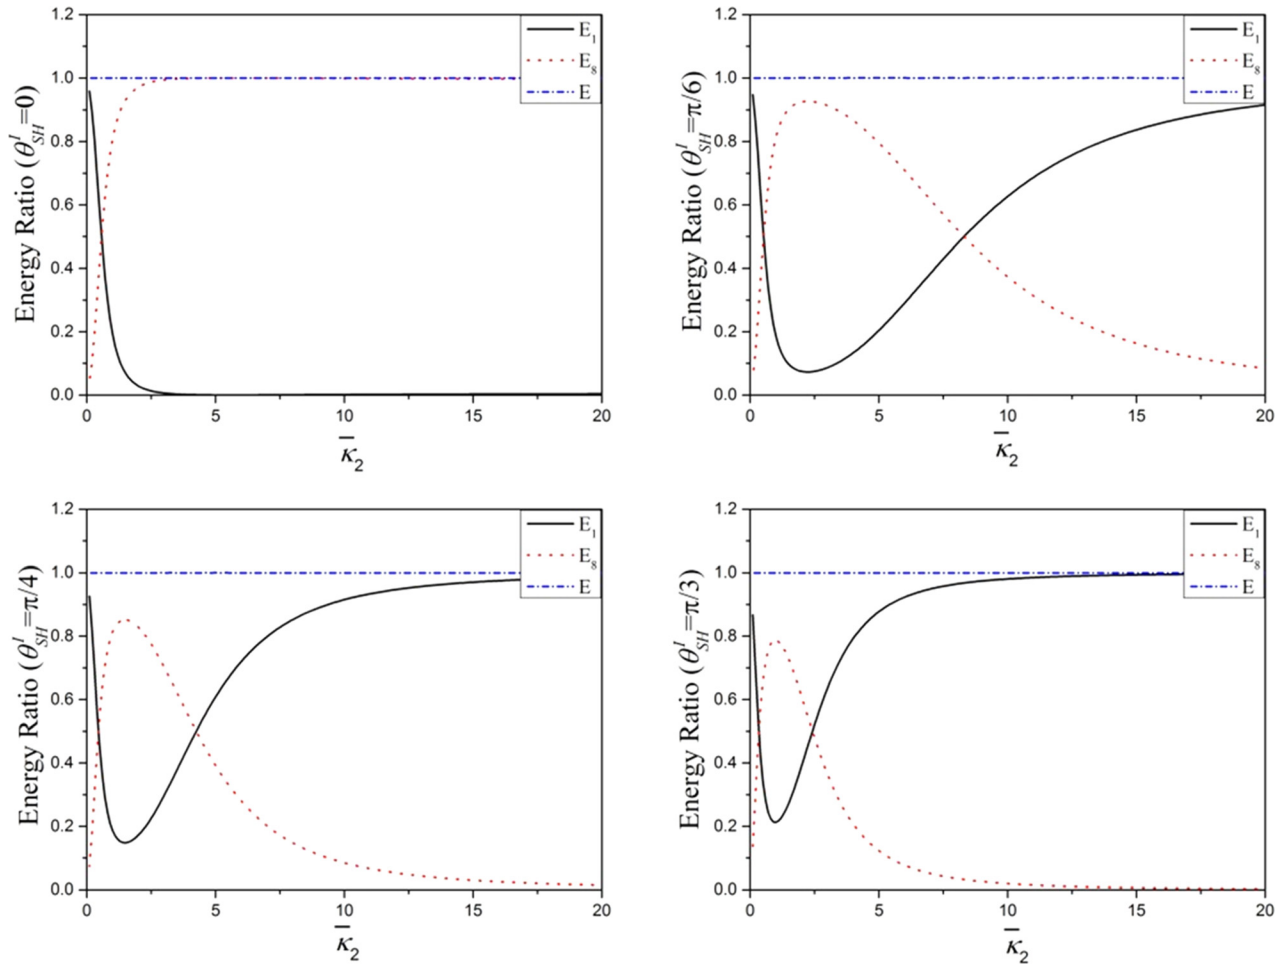 Energy Ratio (θ^I_SH=0)
1.2
1.0
0.8
0.6
0.4
0.2
0.0
0 5 10 15 20
κ̄₂
E₁
E₈
E
Energy Ratio (θ^I_SH=π/6)
1.2
1.0
0.8
0.6
0.4
0.2
0.0
0 5 10 15 20
κ̄₂
E₁
E₈
E
Energy Ratio (θ^I_SH=π/4)
1.2
1.0
0.8
0.6
0.4
0.2
0.0
0 5 10 15 20
κ̄₂
E₁
E₈
E
Energy Ratio (θ^I_SH=π/3)
1.2
1.0
0.8
0.6
0.4
0.2
0.0
0 5 10 15 20
κ̄₂
E₁
E₈
E